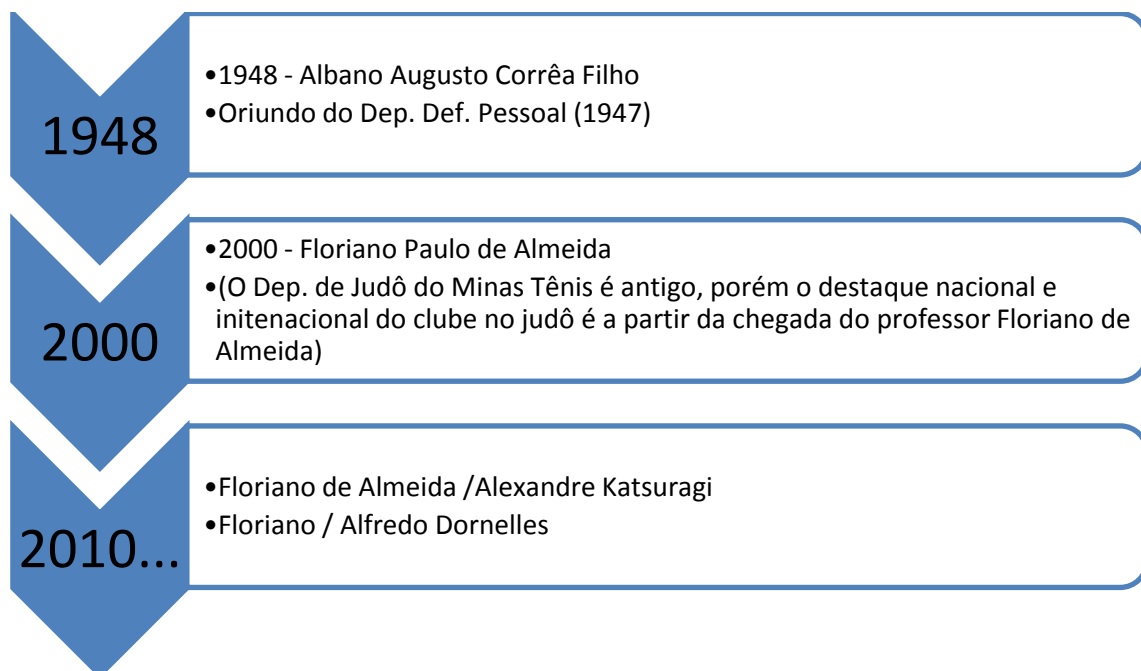 1948
•1948 - Albano Augusto Corrêa Filho
•Oriundo do Dep. Def. Pessoal (1947)
2000
•2000 - Floriano Paulo de Almeida
•(O Dep. de Judô do Minas Tênis é antigo, porém o destaque nacional e
initenacional do clube no judô é a partir da chegada do professor Floriano de
Almeida)
2010...
•Floriano de Almeida /Alexandre Katsuragi
•Floriano / Alfredo Dornelles